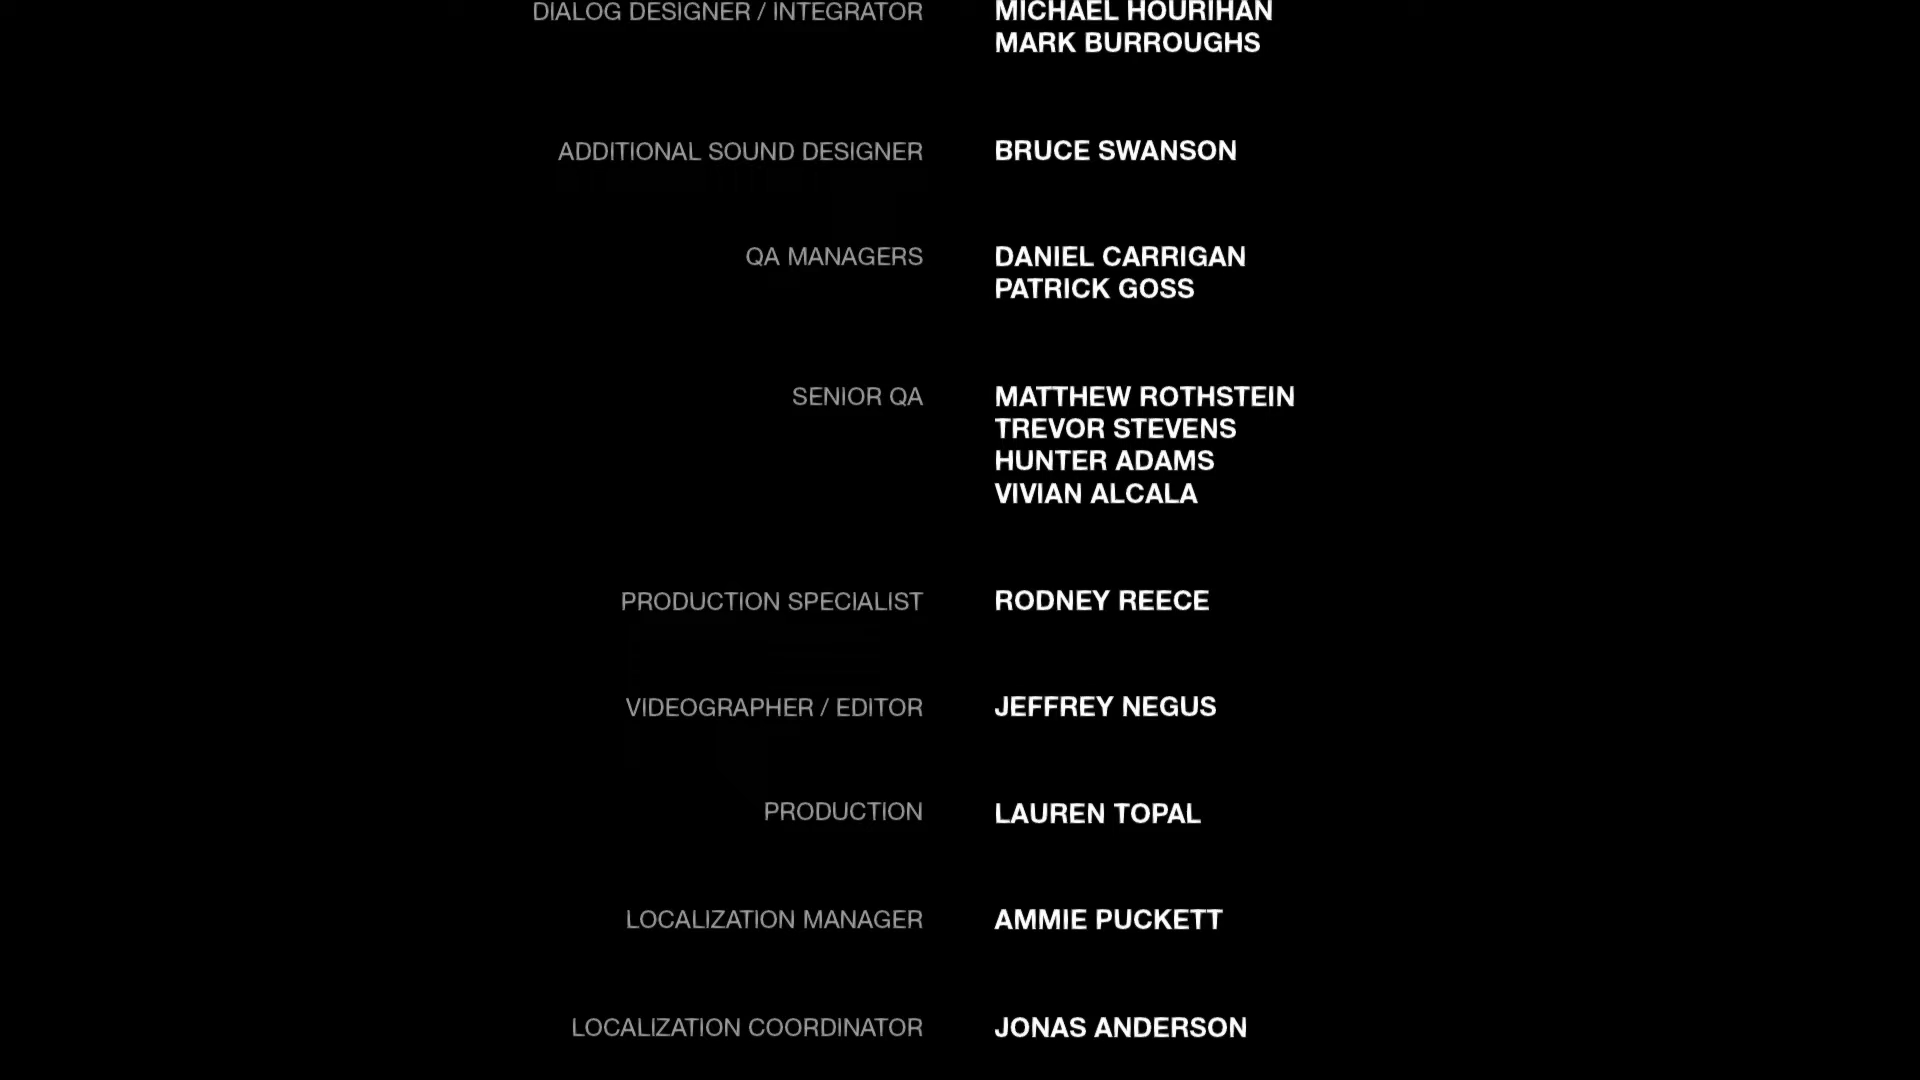 DIALOG DESIGNER / INTEGRATOR MICHAEL HOURIHAN
MARK BURROUGHS
ADDITIONAL SOUND DESIGNER BRUCE SWANSON
QA MANAGERS DANIEL CARRIGAN
PATRICK GOSS
SENIOR QA MATTHEW ROTHSTEIN
TREVOR STEVENS
HUNTER ADAMS
VIVIAN ALCALA
PRODUCTION SPECIALIST RODNEY REECE
VIDEOGRAPHER / EDITOR JEFFREY NEGUS
PRODUCTION LAUREN TOPAL
LOCALIZATION MANAGER AMMIE PUCKETT
LOCALIZATION COORDINATOR JONAS ANDERSON